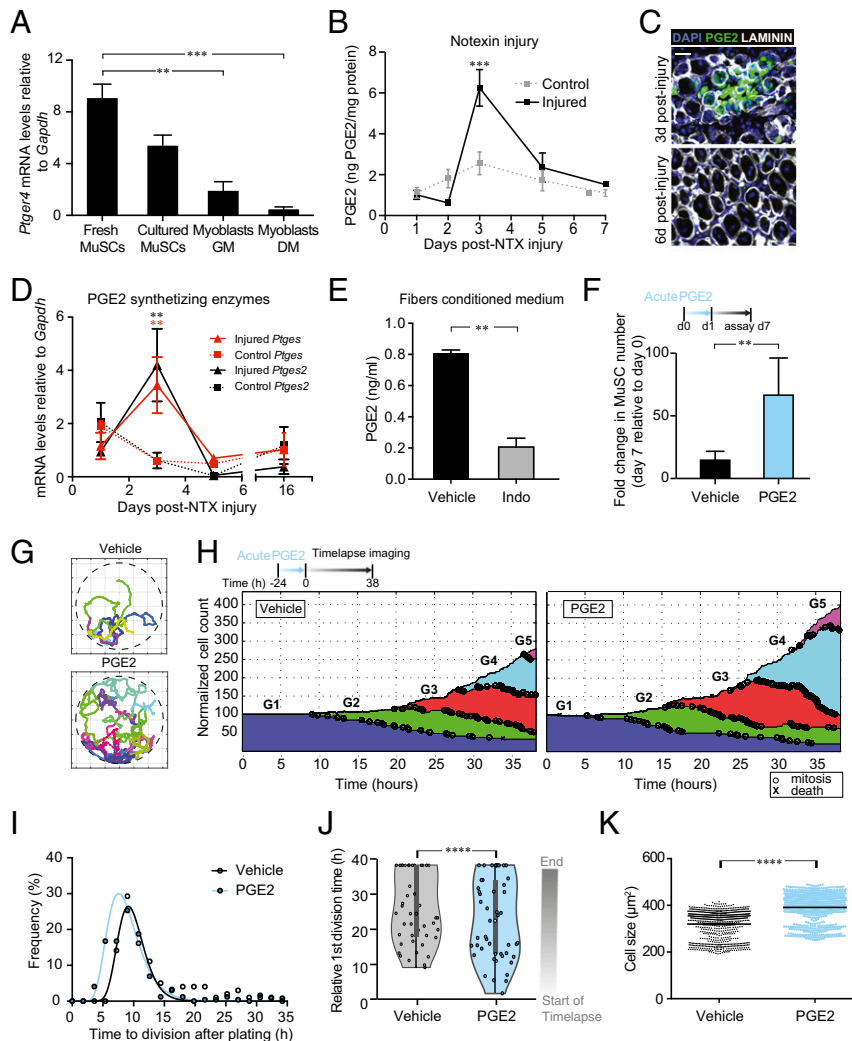 A
Ptger4 mRNA levels relative
to Gapdh
12
8
4
0
***
**
Fresh
MuSCs
Cultured
MuSCs
Myoblasts
GM
Myoblasts
DM
B
Notexin injury
PGE2 (ng PGE2/mg protein)
10
8
6
4
2
0
***
Control
Injured
0 1 2 3 4 5 6 7
Days post-NTX injury
C
DAPI PGE2 LAMININ
3d post-injury
6d post-injury
D
PGE2 synthetizing enzymes
mRNA levels relative to Gapdh
6
4
2
0
**
**
Injured Ptges
Control Ptges
Injured Ptges2
Control Ptges2
0 2 4 6 16
Days post-NTX injury
E
Fibers conditioned medium
PGE2 (ng/ml)
1.0
0.8
0.6
0.4
0.2
0
**
Vehicle Indo
F
Acute PGE2
d0 d1 assay d7
Fold change in MuSC number
(day 7 relative to day 0)
100
50
0
**
Vehicle PGE2
G
Vehicle
PGE2
H
Acute PGE2 Timelapse imaging
Time (h) -24 0 38
Normalized cell count
400
350
300
250
200
150
100
50
Vehicle
G1 G2 G3 G4 G5
0 5 10 15 20 25 30 35
Time (hours)
PGE2
G1 G2 G3 G4 G5
0 5 10 15 20 25 30 35
Time (hours)
o mitosis
x death
I
Frequency (%)
40
30
20
10
0
Vehicle
PGE2
0 5 10 15 20 25 30 35
Time to division after plating (h)
J
Relative 1st division time (h)
40
30
20
10
0
****
Vehicle PGE2
End
Start of
Timelapse
K
Cell size (µm²)
600
400
200
0
****
Vehicle PGE2